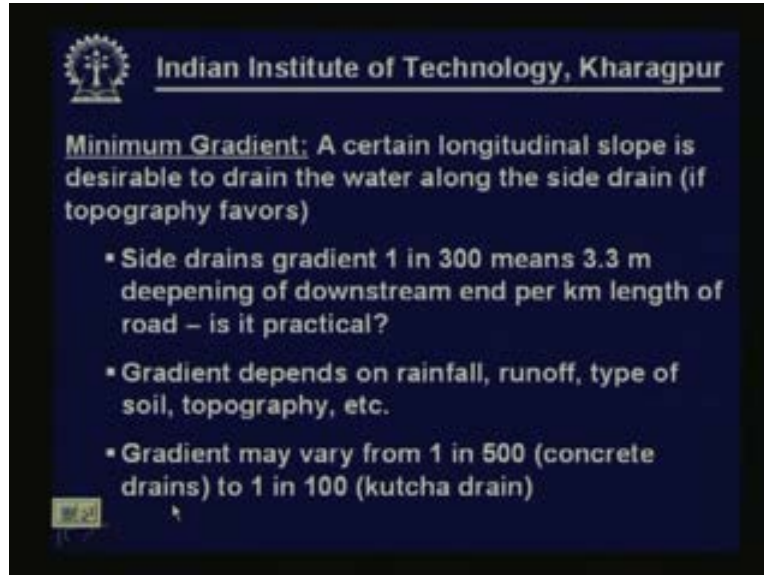 Indian Institute of Technology, Kharagpur
Minimum Gradient: A certain longitudinal slope is
desirable to drain the water along the side drain (if
topography favors)
▪ Side drains gradient 1 in 300 means 3.3 m
deepening of downstream end per km length of
road – is it practical?
▪ Gradient depends on rainfall, runoff, type of
soil, topography, etc.
▪ Gradient may vary from 1 in 500 (concrete
drains) to 1 in 100 (kutcha drain)